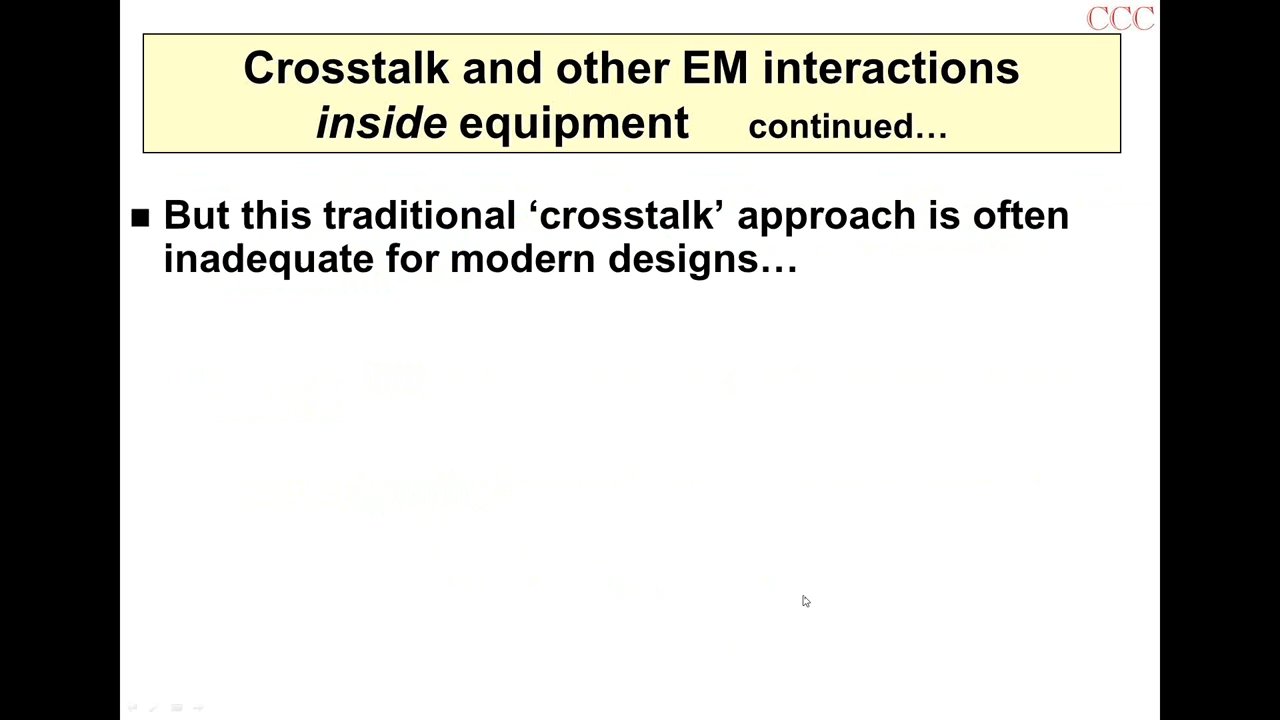 CCC
Crosstalk and other EM interactions
inside equipment continued…
■ But this traditional ‘crosstalk’ approach is often
inadequate for modern designs…